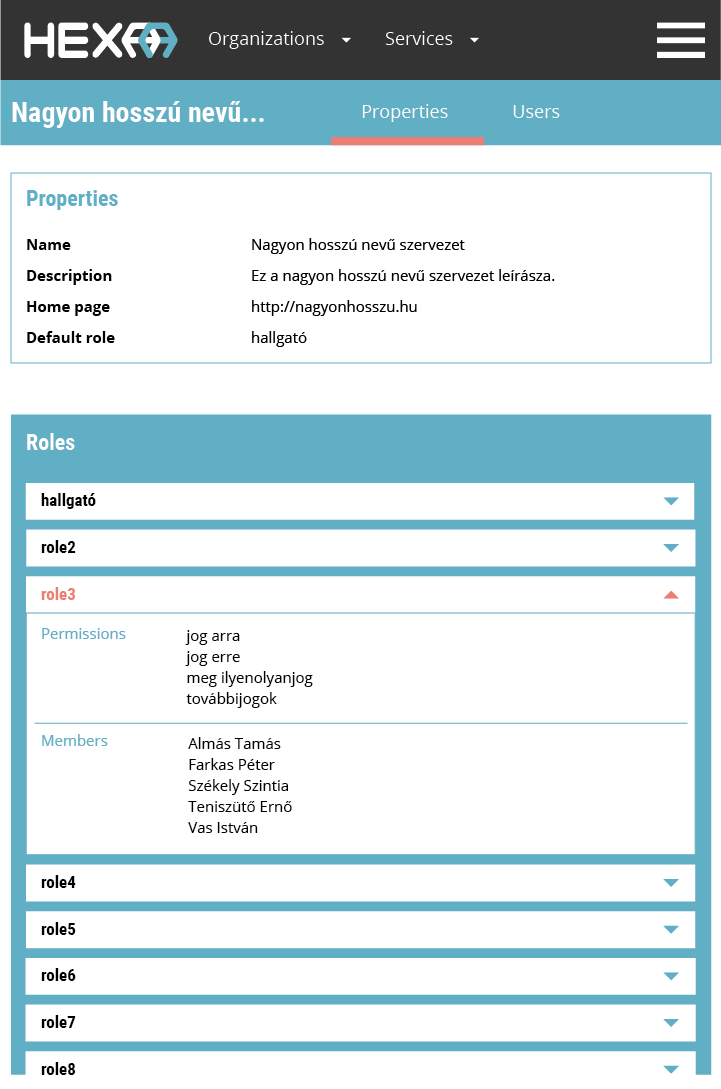 HEXAA
Organizations Services
Nagyon hosszú nevű... Properties Users
Properties
Name Nagyon hosszú nevű szervezet
Description Ez a nagyon hosszú nevű szervezet leírásza.
Home page http://nagyonhosszu.hu
Default role hallgató
Roles
hallgató
role2
role3
Permissions jog arra
jog erre
meg ilyenolyanjog
továbbijogok
Members Almás Tamás
Farkas Péter
Székely Szintia
Teniszütő Ernő
Vas István
role4
role5
role6
role7
role8